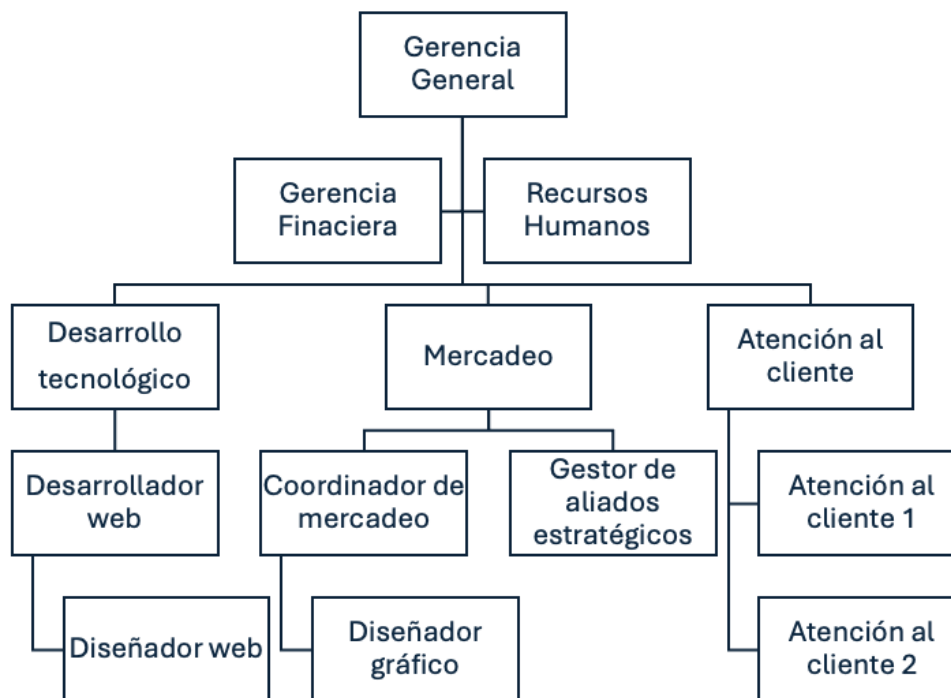 Gerencia
General
Gerencia
Finaciera
Recursos
Humanos
Desarrollo
tecnológico
Mercadeo
Atención al
cliente
Desarrollador
web
Coordinador de
mercadeo
Gestor de
aliados
estratégicos
Atención al
cliente 1
Diseñador web
Diseñador
gráfico
Atención al
cliente 2